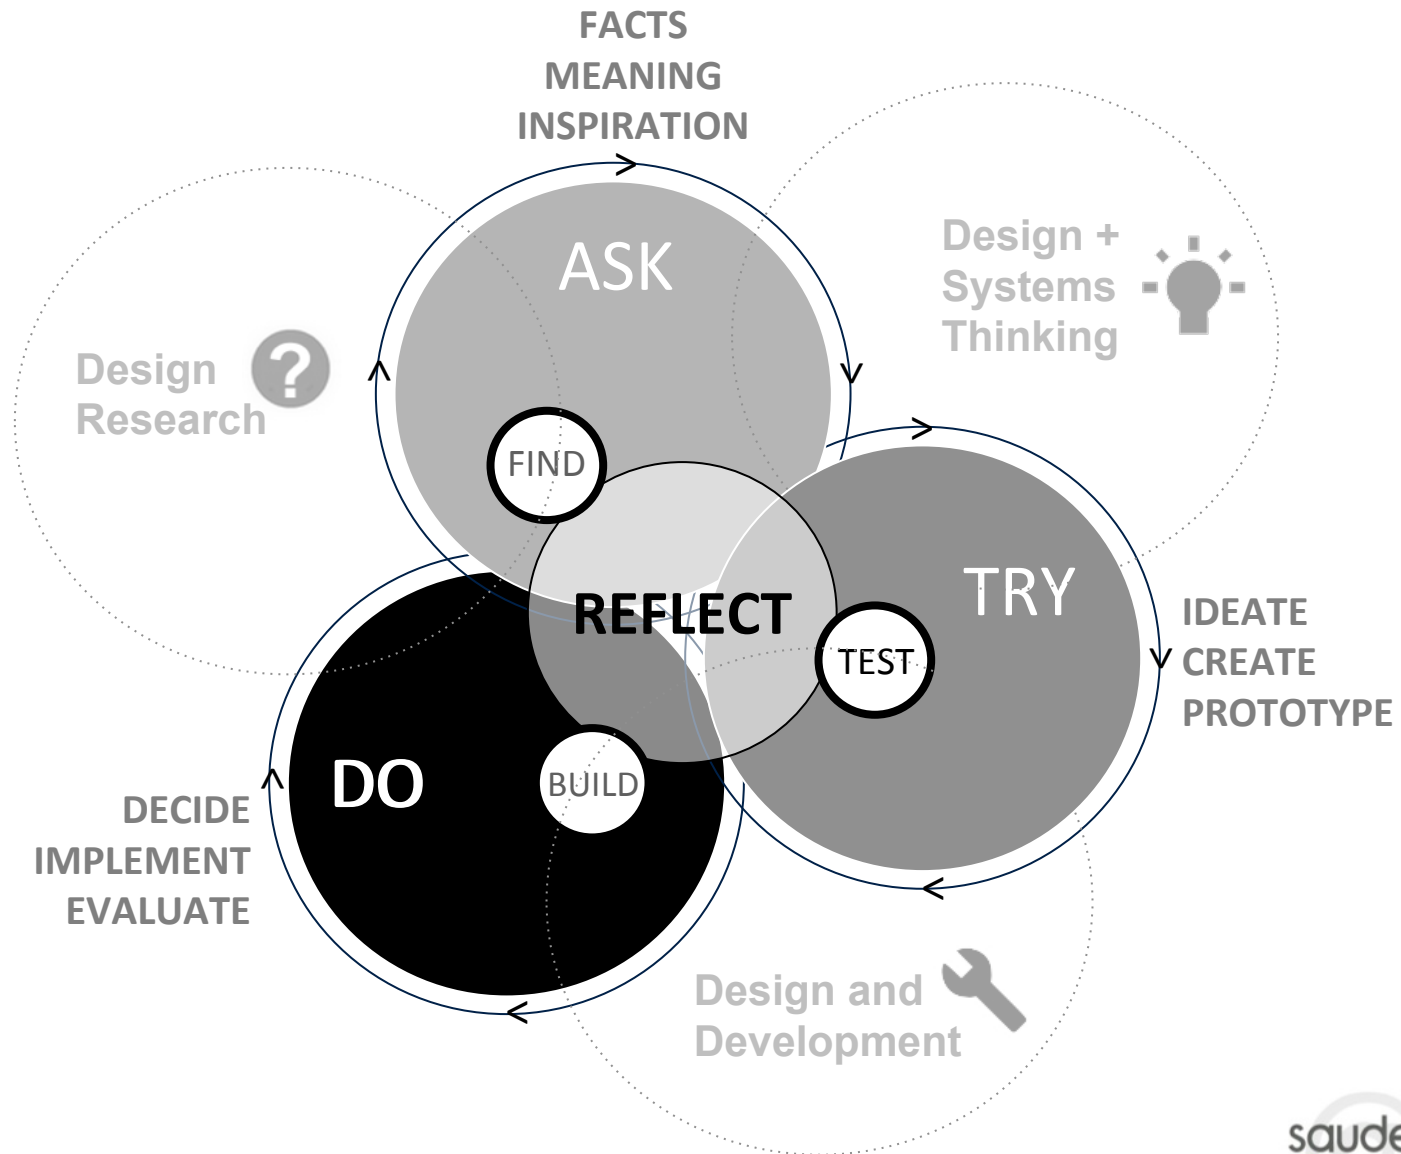 FACTS
MEANING
INSPIRATION
ASK
Design +
Systems
Thinking
Design
Research
?
FIND
REFLECT
TRY
TEST
IDEATE
CREATE
PROTOTYPE
DO
BUILD
DECIDE
IMPLEMENT
EVALUATE
Design and
Development
saude